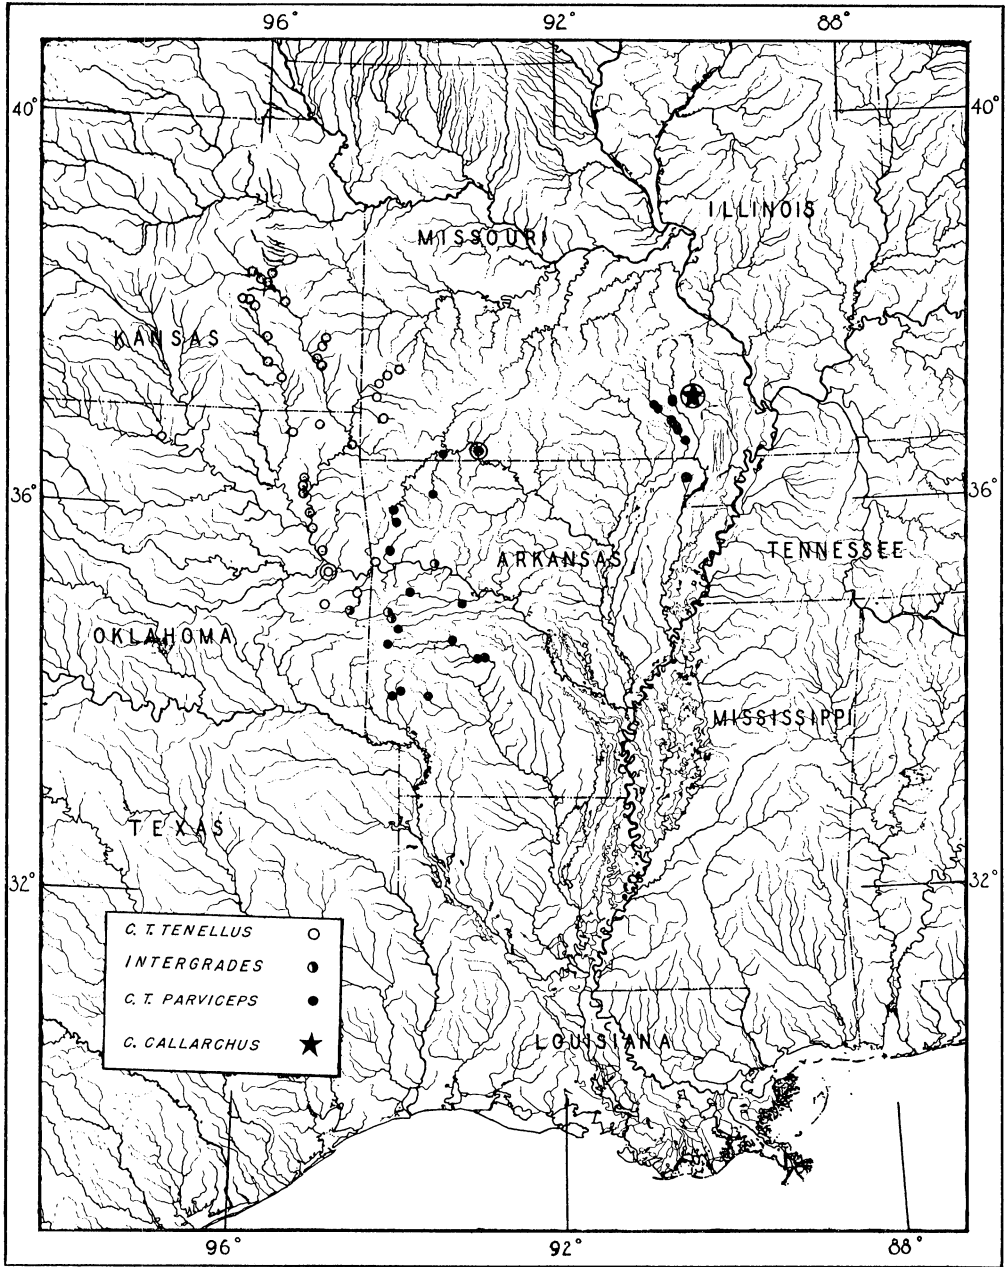 96° 92° 88°
40° 40°
ILLINOIS
MISSOURI
KANSAS
36° 36°
TENNESSEE
ARKANSAS
OKLAHOMA
MISSISSIPPI
TEXAS
32° 32°
C. T. TENELLUS
INTERGRADES
C. T. PARVICEPS
C. CALLARCHUS
LOUISIANA
96° 92° 88°